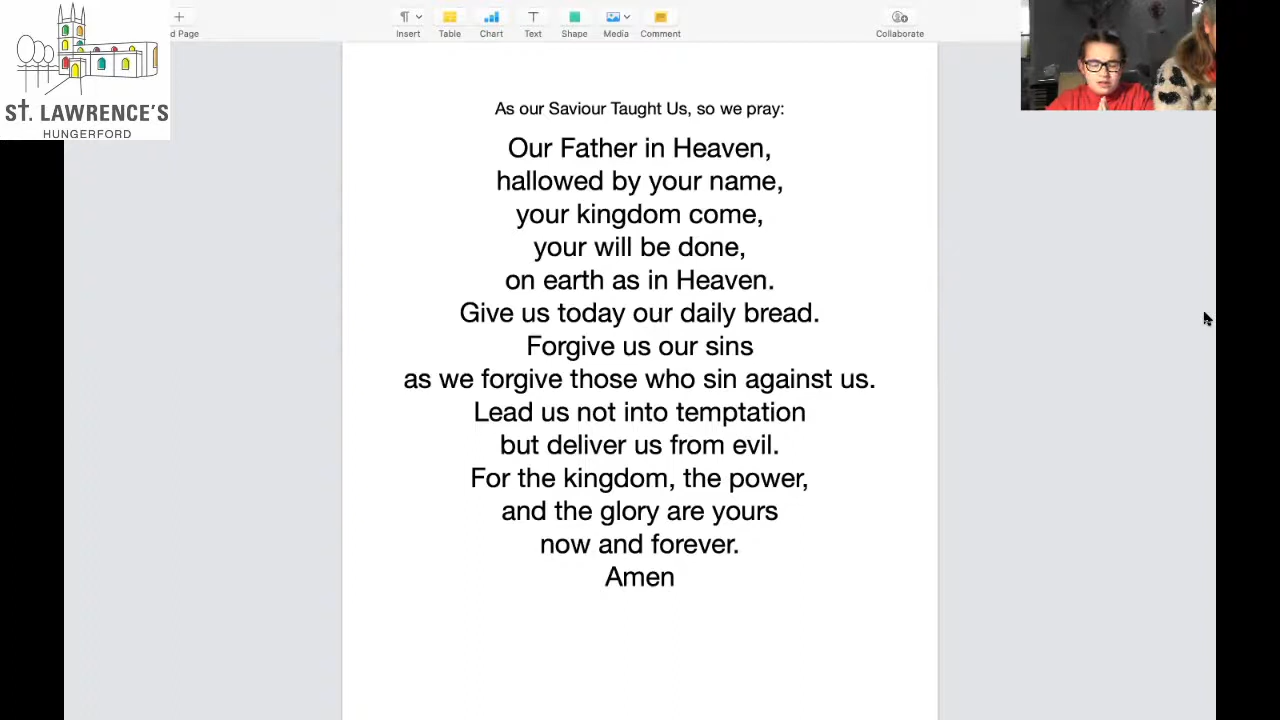 d Page
Insert
Table
Chart
Text
Shape
Media
Comment
Collaborate
ST. LAWRENCE'S
HUNGERFORD
As our Saviour Taught Us, so we pray:
Our Father in Heaven,
hallowed by your name,
your kingdom come,
your will be done,
on earth as in Heaven.
Give us today our daily bread.
Forgive us our sins
as we forgive those who sin against us.
Lead us not into temptation
but deliver us from evil.
For the kingdom, the power,
and the glory are yours
now and forever.
Amen